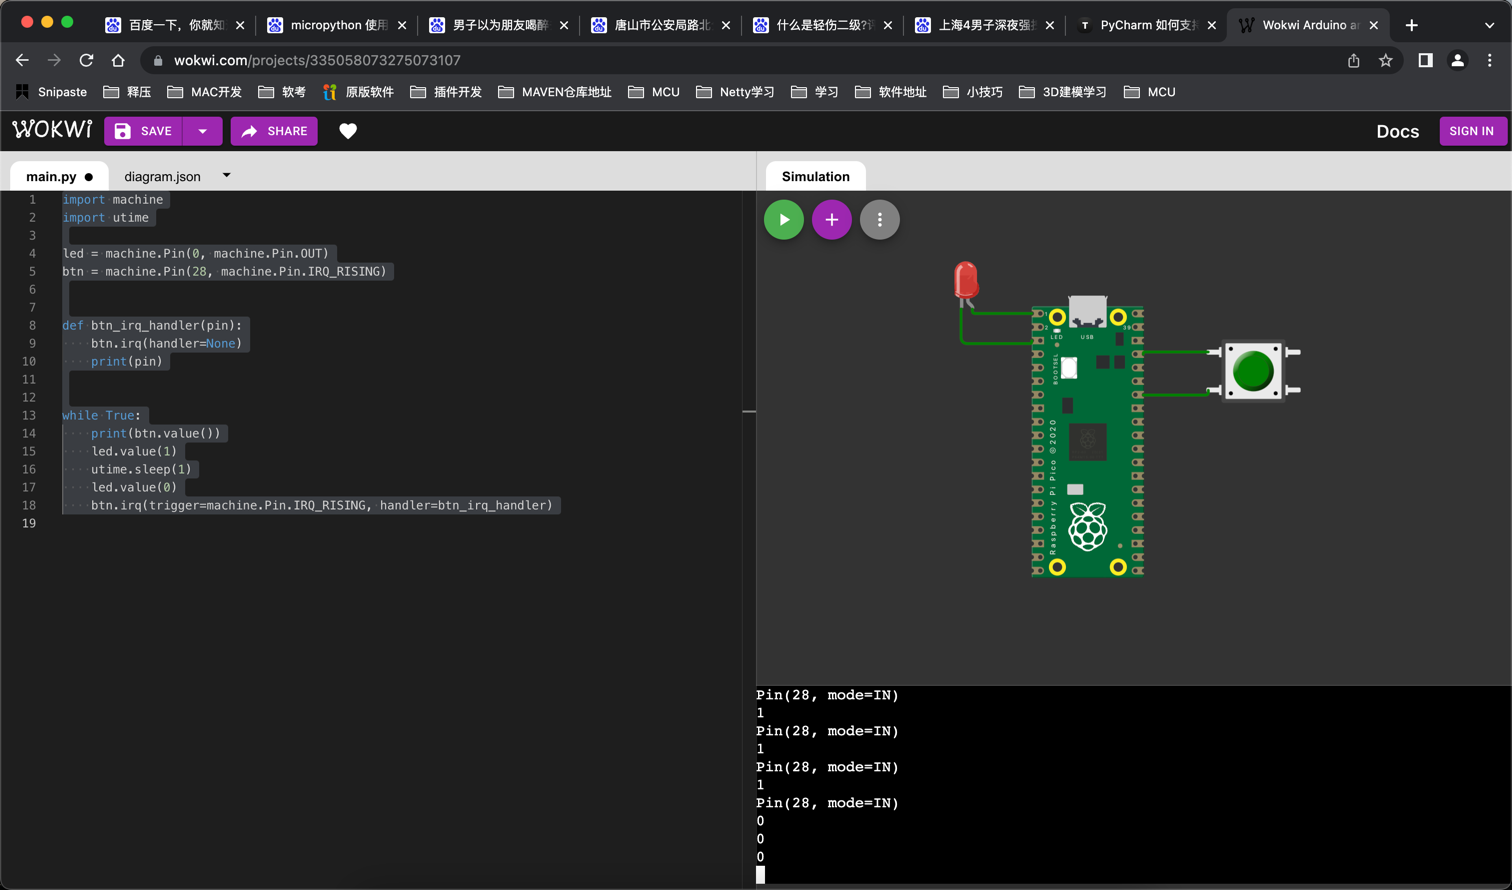 百度一下，你就知
micropython 使用
男子以为朋友喝醉
唐山市公安局路北
什么是轻伤二级?
上海4男子深夜强
PyCharm 如何支
Wokwi Arduino
wokwi.com/projects/335058073275073107
Snipaste 释压 MAC开发 软考 原版软件 插件开发 MAVEN仓库地址 MCU Netty学习 学习 软件地址 小技巧 3D建模学习 MCU
WOKWi SAVE SHARE Docs SIGN IN
main.py diagram.json
1 import machine
2 import utime
3
4 led = machine.Pin(0, machine.Pin.OUT)
5 btn = machine.Pin(28, machine.Pin.IRQ_RISING)
6
7
8 def btn_irq_handler(pin):
9 btn.irq(handler=None)
10 print(pin)
11
12
13 while True:
14 print(btn.value())
15 led.value(1)
16 utime.sleep(1)
17 led.value(0)
18 btn.irq(trigger=machine.Pin.IRQ_RISING, handler=btn_irq_handler)
19
Simulation
1
2
39
LED USB
BOOTSEL
Raspberry Pi Pico ©2020
Pin(28, mode=IN)
1
Pin(28, mode=IN)
1
Pin(28, mode=IN)
1
Pin(28, mode=IN)
0
0
0